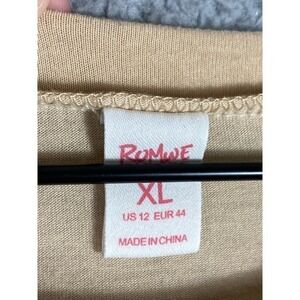 ROMWE
XL
US 12 EUR 44
MADE IN CHINA